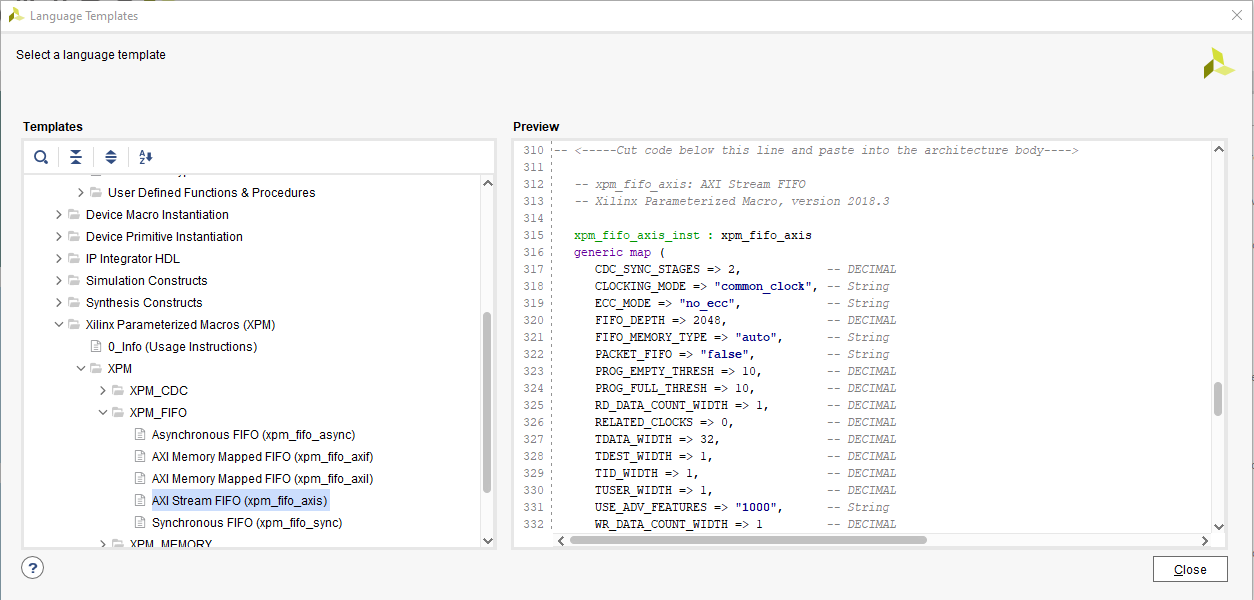 Language Templates
Select a language template
Templates
User Defined Functions & Procedures
Device Macro Instantiation
Device Primitive Instantiation
IP Integrator HDL
Simulation Constructs
Synthesis Constructs
Xilinx Parameterized Macros (XPM)
0_Info (Usage Instructions)
XPM
XPM_CDC
XPM_FIFO
Asynchronous FIFO (xpm_fifo_async)
AXI Memory Mapped FIFO (xpm_fifo_axif)
AXI Memory Mapped FIFO (xpm_fifo_axil)
AXI Stream FIFO (xpm_fifo_axis)
Synchronous FIFO (xpm_fifo_sync)
XPM_MEMORY
Preview
310 -- <-----Cut code below this line and paste into the architecture body---->
311
312 -- xpm_fifo_axis: AXI Stream FIFO
313 -- Xilinx Parameterized Macro, version 2018.3
314
315 xpm_fifo_axis_inst : xpm_fifo_axis
316 generic map (
317 CDC_SYNC_STAGES => 2, -- DECIMAL
318 CLOCKING_MODE => "common_clock", -- String
319 ECC_MODE => "no_ecc", -- String
320 FIFO_DEPTH => 2048, -- DECIMAL
321 FIFO_MEMORY_TYPE => "auto", -- String
322 PACKET_FIFO => "false", -- String
323 PROG_EMPTY_THRESH => 10, -- DECIMAL
324 PROG_FULL_THRESH => 10, -- DECIMAL
325 RD_DATA_COUNT_WIDTH => 1, -- DECIMAL
326 RELATED_CLOCKS => 0, -- DECIMAL
327 TDATA_WIDTH => 32, -- DECIMAL
328 TDEST_WIDTH => 1, -- DECIMAL
329 TID_WIDTH => 1, -- DECIMAL
330 TUSER_WIDTH => 1, -- DECIMAL
331 USE_ADV_FEATURES => "1000", -- String
332 WR_DATA_COUNT_WIDTH => 1 -- DECIMAL
?
Close